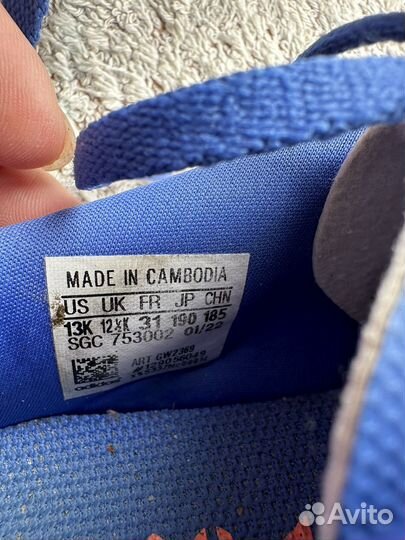 MADE IN CAMBODIA
US UK FR JP CHN
13K 12½K 31 190 185
SGC 753002 01/22
ART GW2369
adidas
Avito